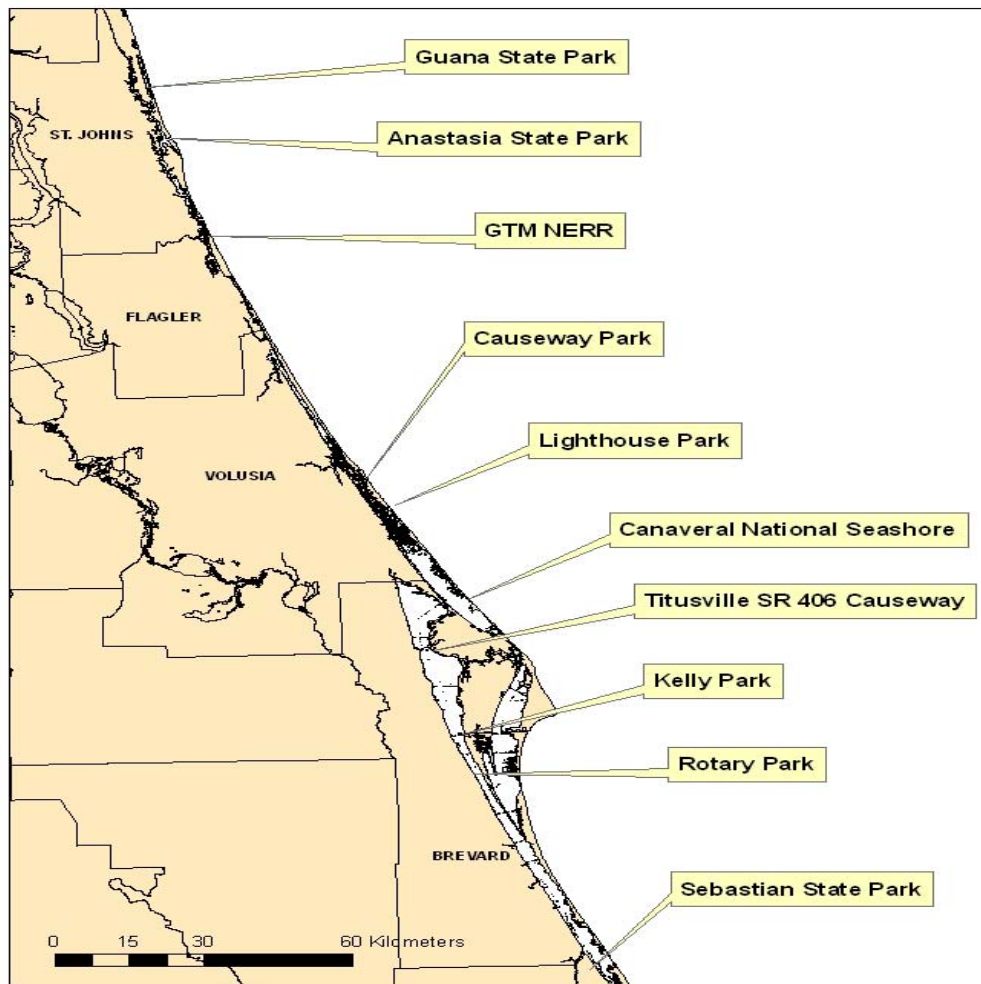 Guana State Park
ST. JOHNS
Anastasia State Park
GTM NERR
FLAGLER
Causeway Park
Lighthouse Park
VOLUSIA
Canaveral National Seashore
Titusville SR 406 Causeway
Kelly Park
Rotary Park
BREVARD
Sebastian State Park
0 15 30 60 Kilometers